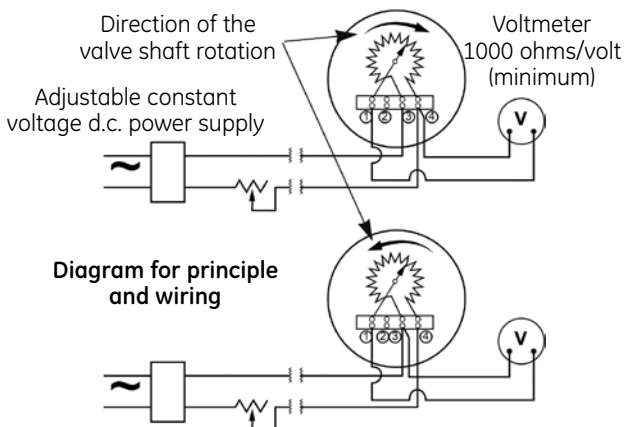 Direction of the
valve shaft rotation
Voltmeter
1000 ohms/volt
(minimum)
Adjustable constant
voltage d.c. power supply
① ② ③ ④
V
~
Diagram for principle
and wiring
① ② ③ ④
V
~